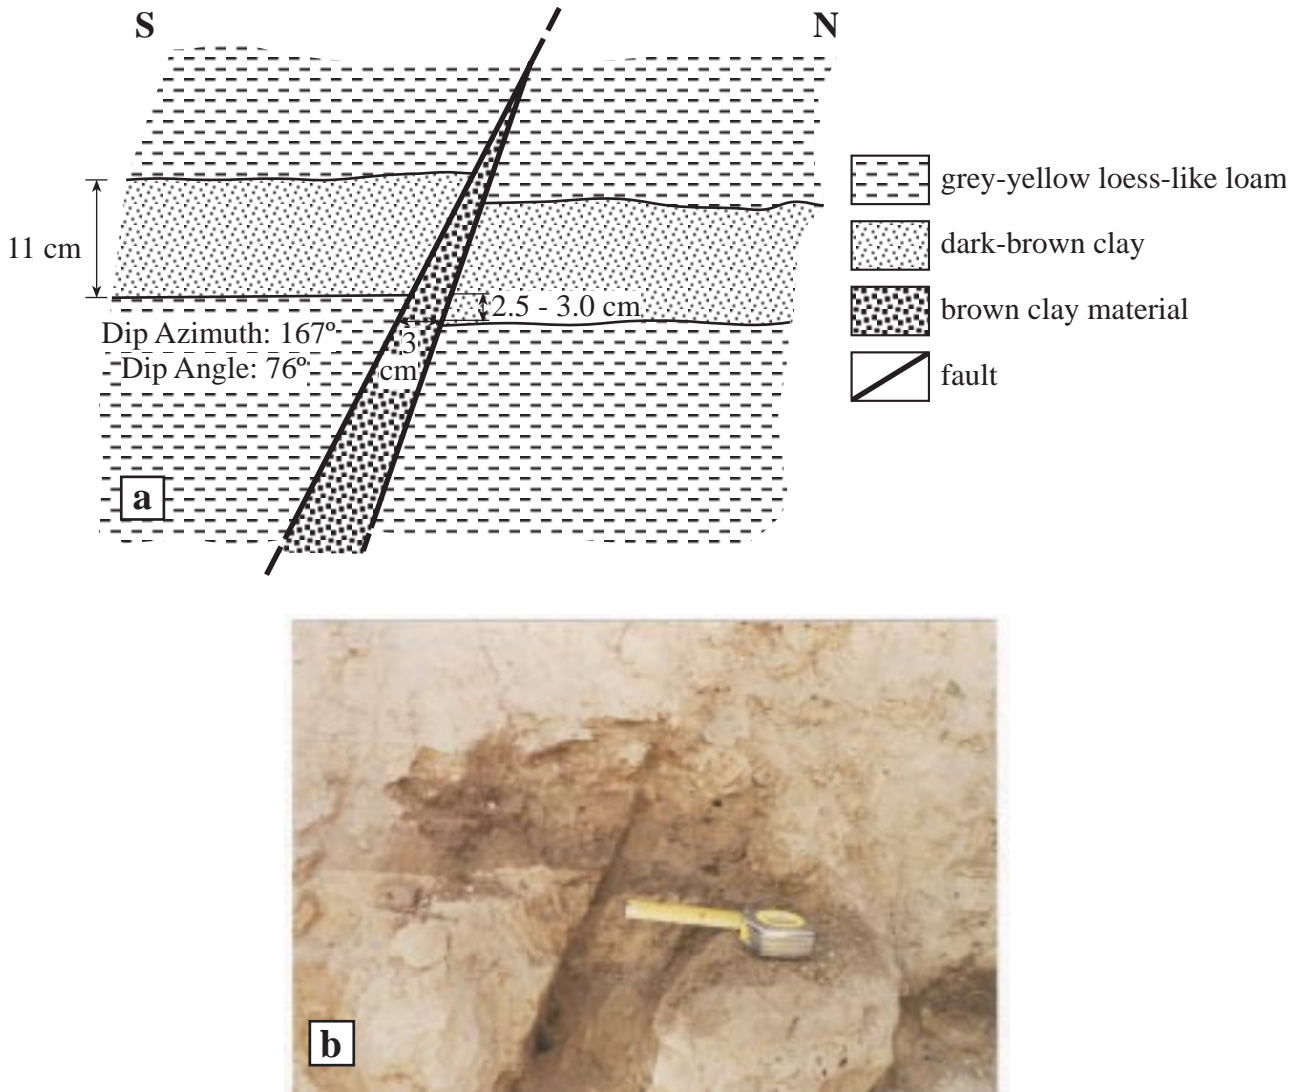 S
N
11 cm
2.5 - 3.0 cm
3
cm
Dip Azimuth: 167º
Dip Angle: 76º
a
grey-yellow loess-like loam
dark-brown clay
brown clay material
fault
b